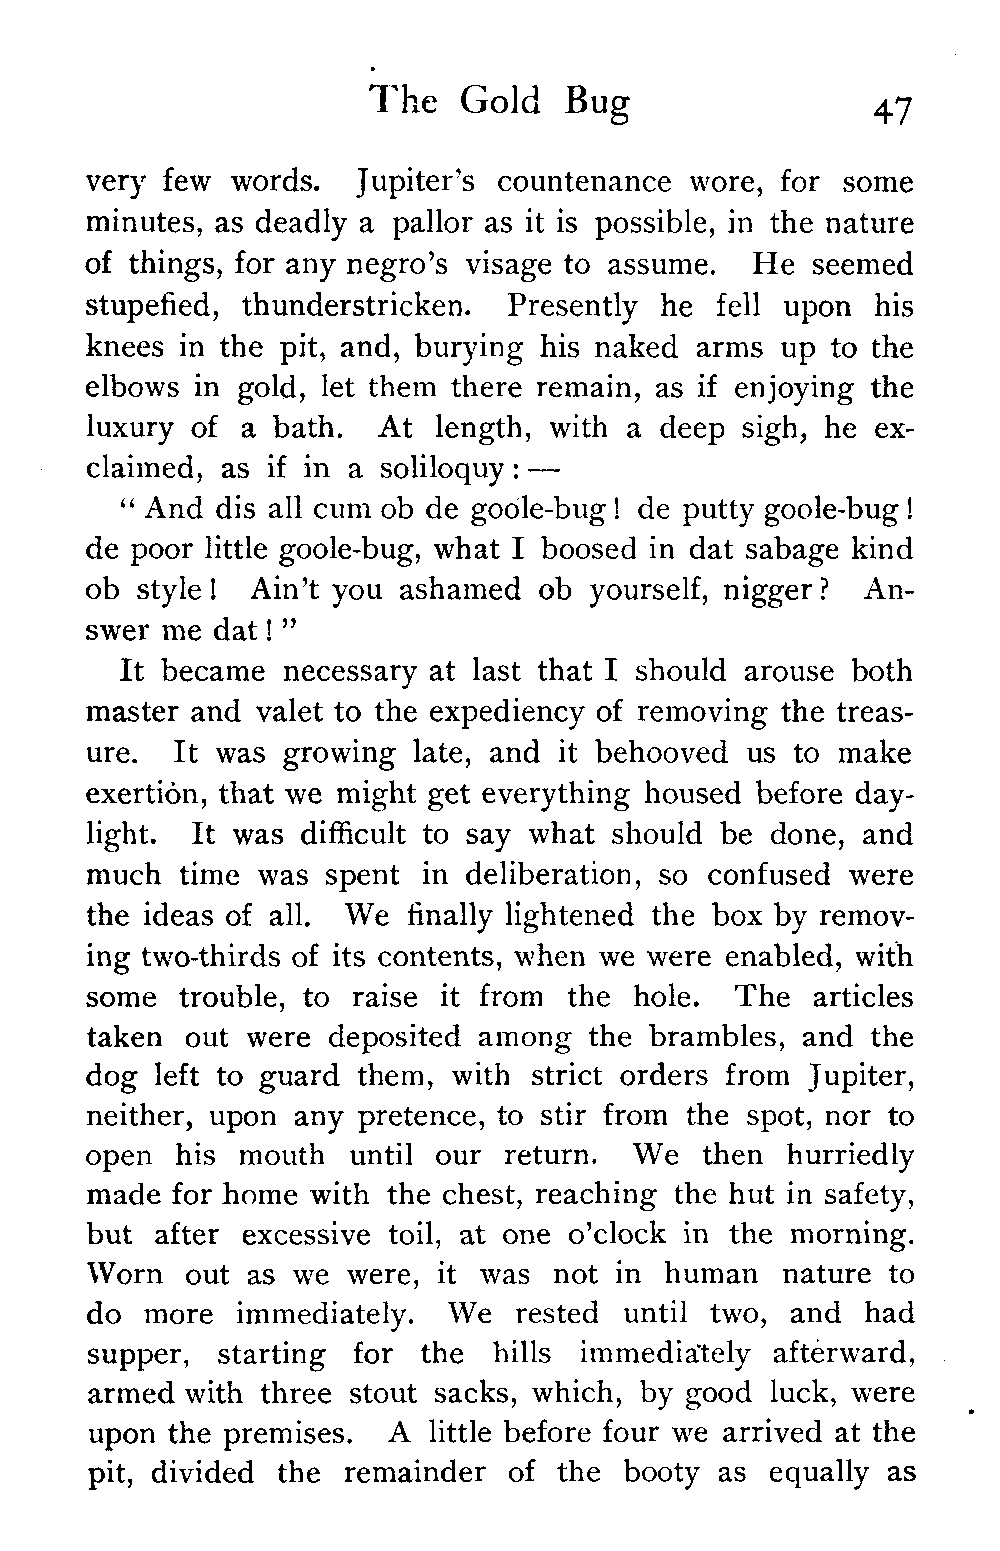 The Gold Bug 47
very few words. Jupiter's countenance wore, for some
minutes, as deadly a pallor as it is possible, in the nature
of things, for any negro's visage to assume. He seemed
stupefied, thunderstricken. Presently he fell upon his
knees in the pit, and, burying his naked arms up to the
elbows in gold, let them there remain, as if enjoying the
luxury of a bath. At length, with a deep sigh, he ex-
claimed, as if in a soliloquy: —
“And dis all cum ob de goole-bug! de putty goole-bug!
de poor little goole-bug, what I boosed in dat sabage kind
ob style! Ain't you ashamed ob yourself, nigger? An-
swer me dat!”
It became necessary at last that I should arouse both
master and valet to the expediency of removing the treas-
ure. It was growing late, and it behooved us to make
exertion, that we might get everything housed before day-
light. It was difficult to say what should be done, and
much time was spent in deliberation, so confused were
the ideas of all. We finally lightened the box by remov-
ing two-thirds of its contents, when we were enabled, with
some trouble, to raise it from the hole. The articles
taken out were deposited among the brambles, and the
dog left to guard them, with strict orders from Jupiter,
neither, upon any pretence, to stir from the spot, nor to
open his mouth until our return. We then hurriedly
made for home with the chest, reaching the hut in safety,
but after excessive toil, at one o'clock in the morning.
Worn out as we were, it was not in human nature to
do more immediately. We rested until two, and had
supper, starting for the hills immediately afterward,
armed with three stout sacks, which, by good luck, were
upon the premises. A little before four we arrived at the
pit, divided the remainder of the booty as equally as